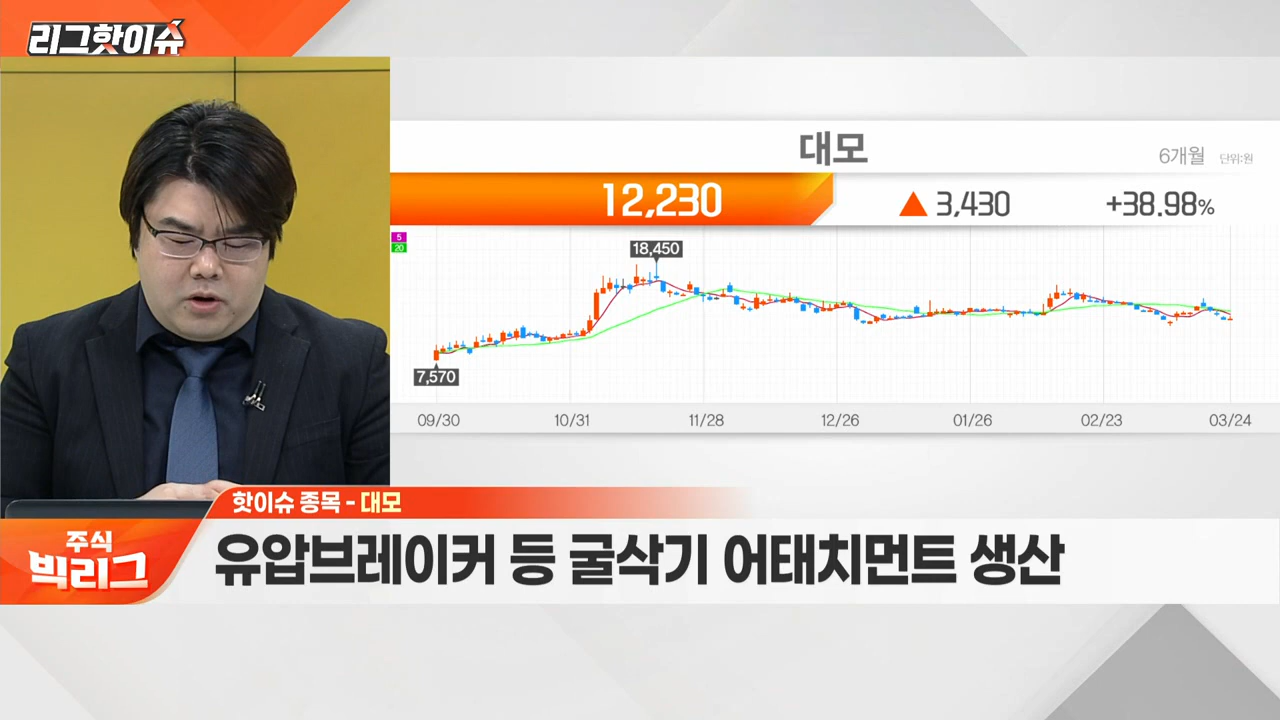 리그핫이슈
대모
6개월 단위:원
12,230 ▲ 3,430 +38.98%
5
20
18,450
7,570
09/30 10/31 11/28 12/26 01/26 02/23 03/24
핫이슈 종목 - 대모
주식
빅리그
유압브레이커 등 굴삭기 어태치먼트 생산